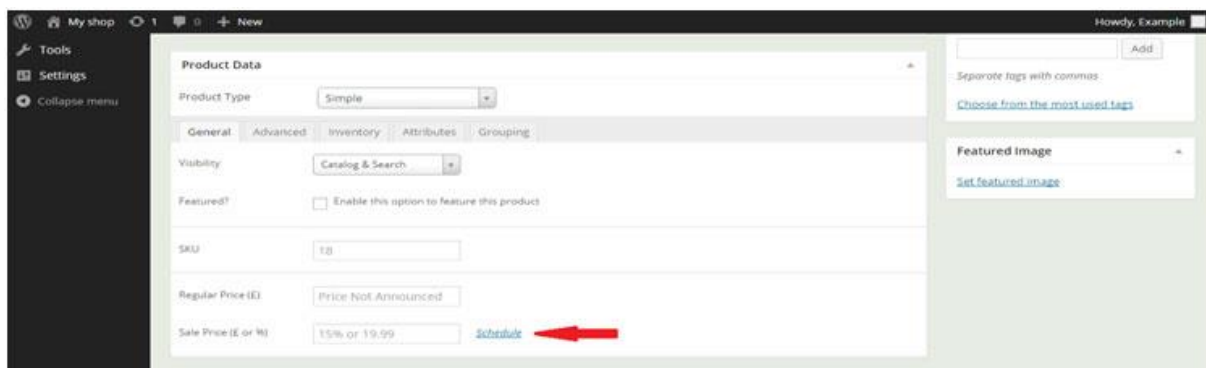 My shop 1 0 + New Howdy, Example
Tools
Settings
Collapse menu
Product Data
Product Type Simple
General Advanced Inventory Attributes Grouping
Visibility Catalog & Search
Featured? Enable this option to feature this product
SKU 18
Regular Price (£) Price Not Announced
Sale Price (£ or %) 15% or 19.99 Schedule
Add
Separate tags with commas
Choose from the most used tags
Featured Image
Set featured image